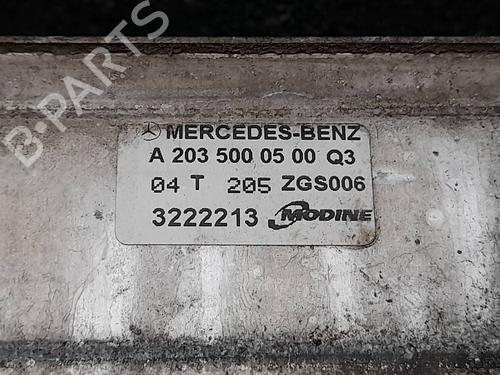 MERCEDES-BENZ
A 203 500 05 00 Q3
04 T 205 ZGS006
3222213 MODINE
B-PARTS